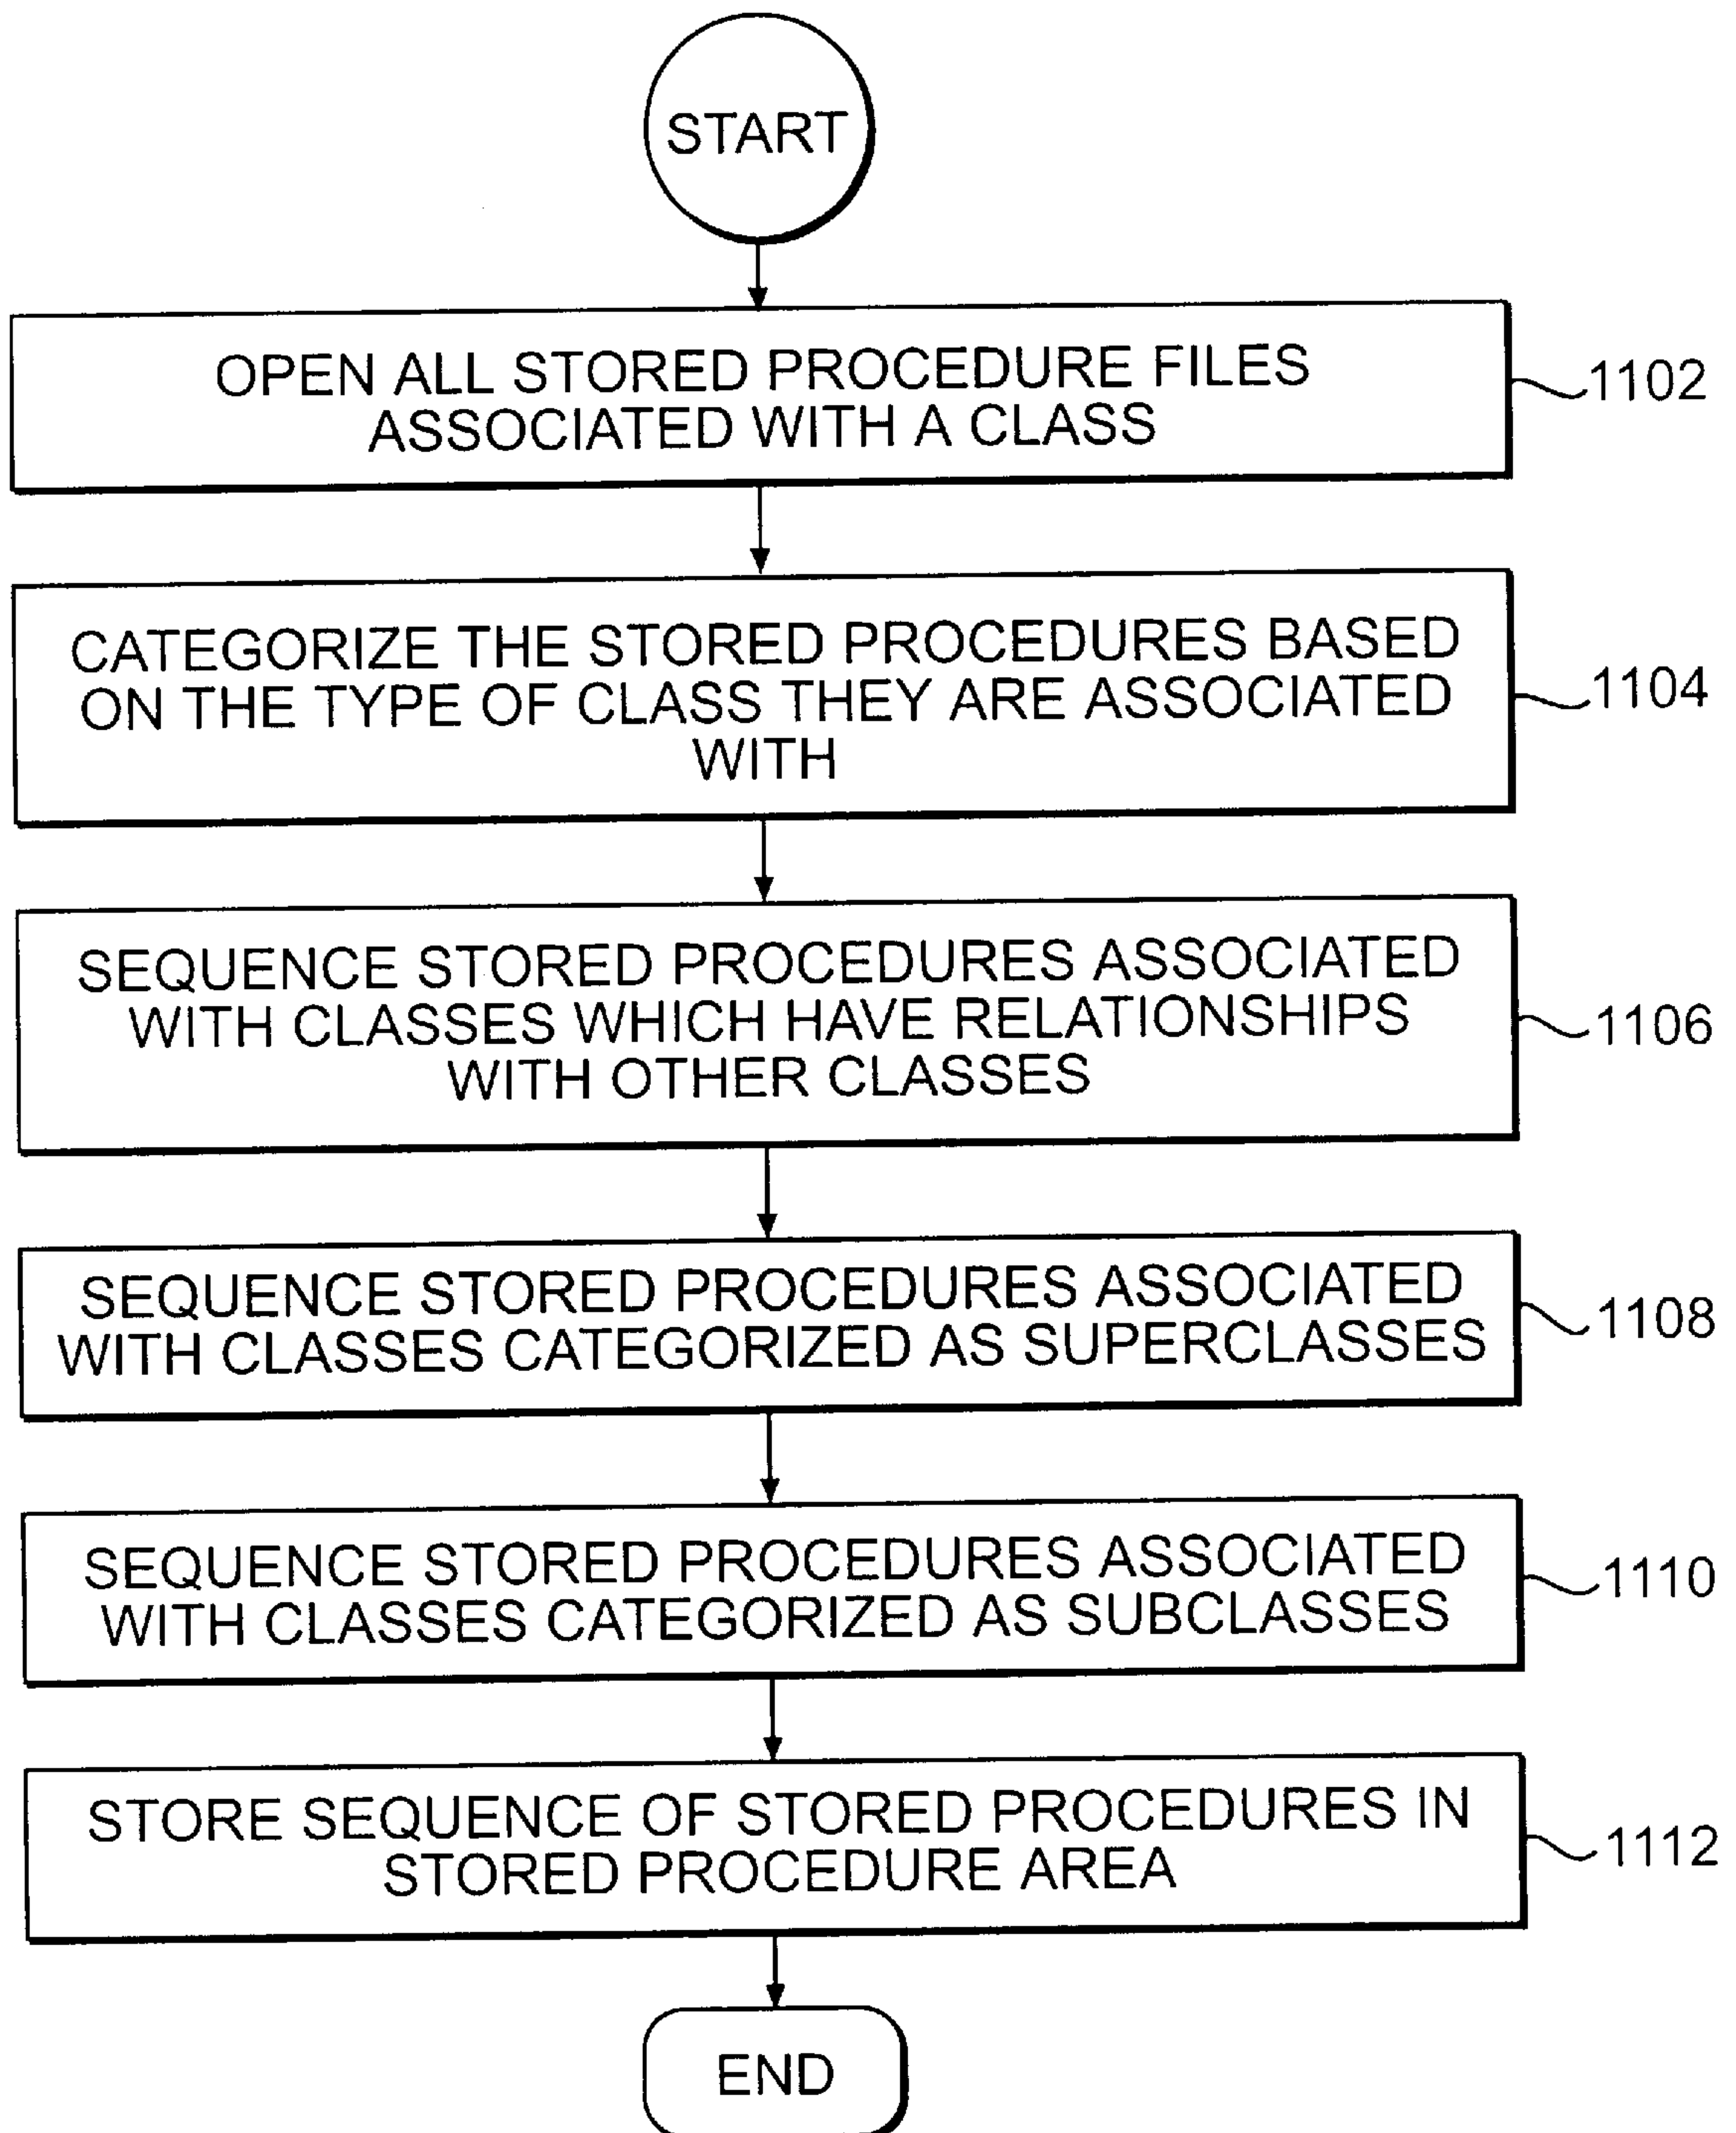 START
OPEN ALL STORED PROCEDURE FILES
ASSOCIATED WITH A CLASS
1102
CATEGORIZE THE STORED PROCEDURES BASED
ON THE TYPE OF CLASS THEY ARE ASSOCIATED
WITH
1104
SEQUENCE STORED PROCEDURES ASSOCIATED
WITH CLASSES WHICH HAVE RELATIONSHIPS
WITH OTHER CLASSES
1106
SEQUENCE STORED PROCEDURES ASSOCIATED
WITH CLASSES CATEGORIZED AS SUPERCLASSES
1108
SEQUENCE STORED PROCEDURES ASSOCIATED
WITH CLASSES CATEGORIZED AS SUBCLASSES
1110
STORE SEQUENCE OF STORED PROCEDURES IN
STORED PROCEDURE AREA
1112
END